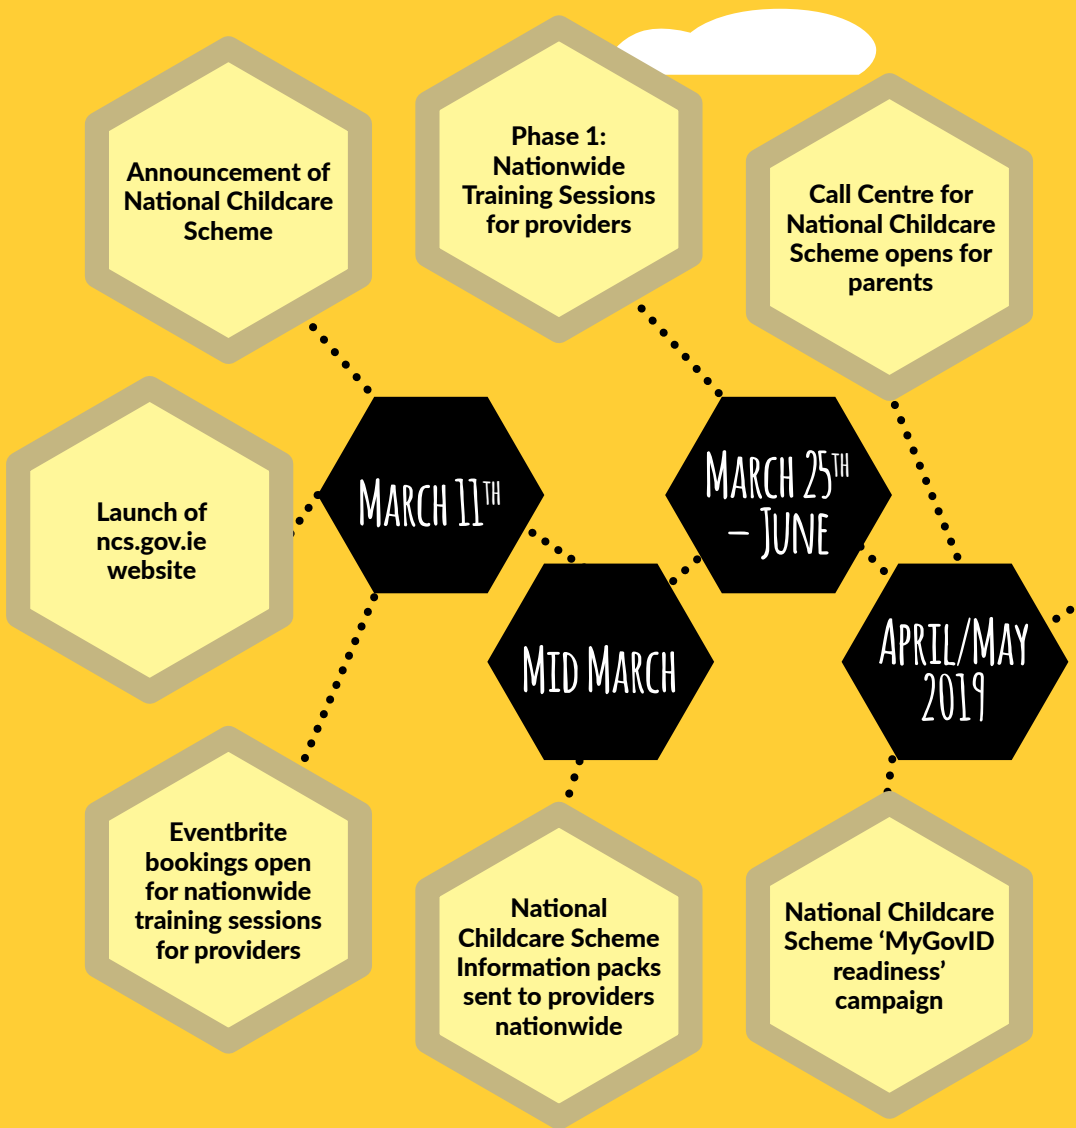 Announcement of
National Childcare
Scheme
Phase 1:
Nationwide
Training Sessions
for providers
Call Centre for
National Childcare
Scheme opens for
parents
Launch of
ncs.gov.ie
website
March 11TH
March 25TH
– June
Mid March
April/May
2019
Eventbrite
bookings open
for nationwide
training sessions
for providers
National
Childcare Scheme
Information packs
sent to providers
nationwide
National Childcare
Scheme ‘MyGovID
readiness’
campaign